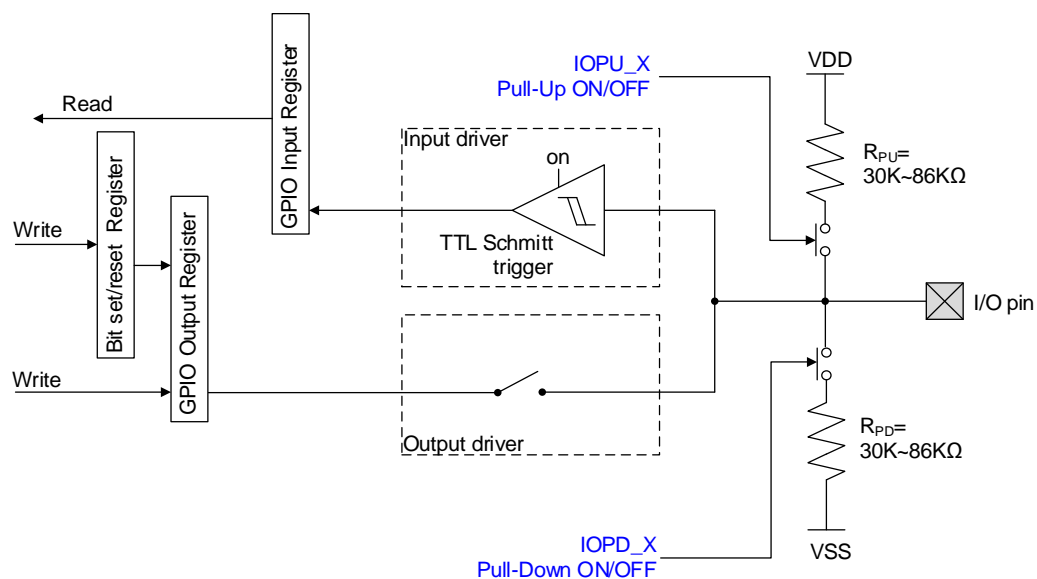 IOPU_X
Pull-Up ON/OFF
VDD
Read
GPIO Input Register
Input driver
on
RPU=
30K~86KΩ
TTL Schmitt
trigger
Write
Bit set/reset Register
GPIO Output Register
I/O pin
Write
Output driver
RPD=
30K~86KΩ
IOPD_X
Pull-Down ON/OFF
VSS